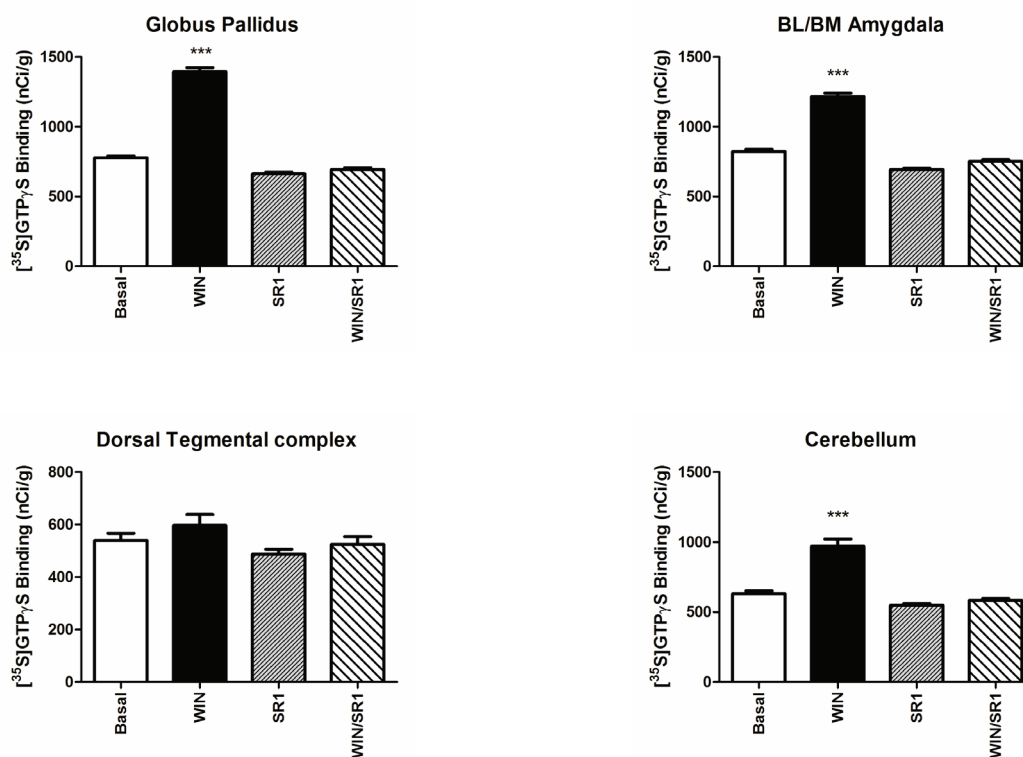 Globus Pallidus
***
[³⁵S]GTPγS Binding (nCi/g)
1500
1000
500
0
Basal
WIN
SR1
WIN/SR1
BL/BM Amygdala
***
[³⁵S]GTPγS Binding (nCi/g)
1500
1000
500
0
Basal
WIN
SR1
WIN/SR1
Dorsal Tegmental complex
[³⁵S]GTPγS Binding (nCi/g)
800
600
400
200
0
Basal
WIN
SR1
WIN/SR1
Cerebellum
***
[³⁵S]GTPγS Binding (nCi/g)
1500
1000
500
0
Basal
WIN
SR1
WIN/SR1